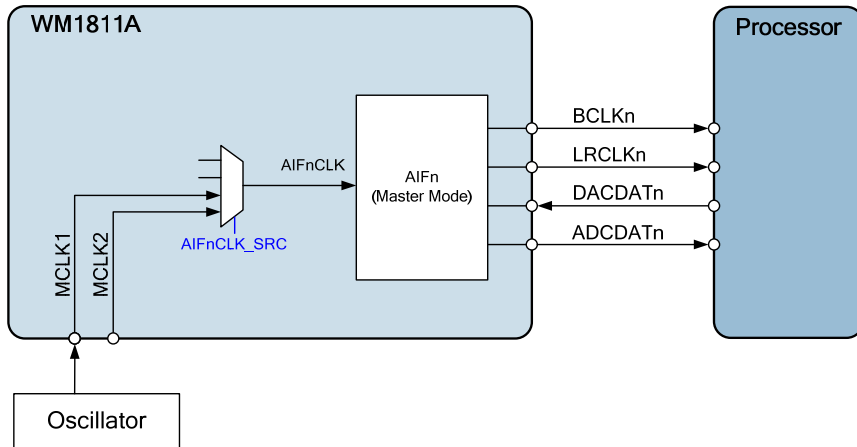 WM1811A
Processor
BCLKn
AIFnCLK
LRCLKn
AIFn
(Master Mode)
DACDATn
AIFnCLK_SRC
ADCDATn
MCLK1
MCLK2
Oscillator